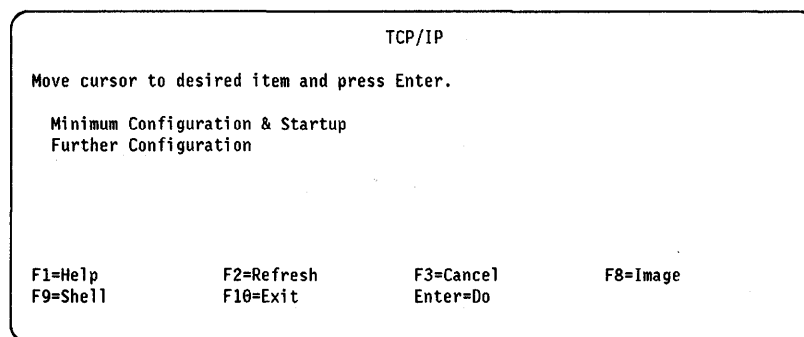 TCP/IP
Move cursor to desired item and press Enter.
Minimum Configuration & Startup
Further Configuration
F1=Help F2=Refresh F3=Cancel F8=Image
F9=Shell F10=Exit Enter=Do